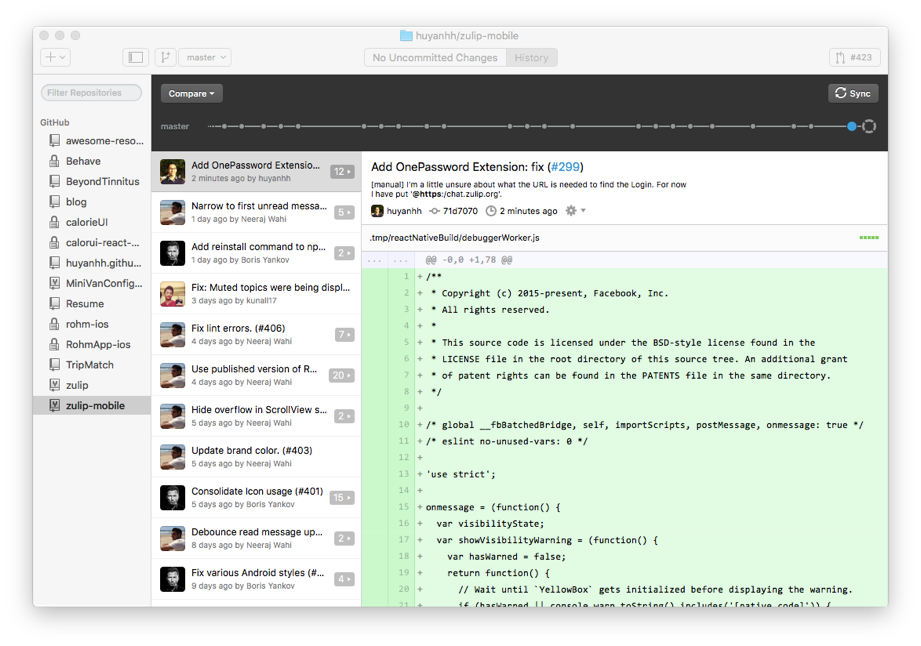 huyanhh/zulip-mobile
master
No Uncommitted Changes
History
#423
Filter Repositories
Compare
Sync
GitHub
master
awesome-reso...
Behave
BeyondTinnitus
blog
calorieUI
calorui-react-...
huyanhh.githu...
MiniVanConfig...
Resume
rohm-ios
RohmApp-ios
TripMatch
zulip
zulip-mobile
Add OnePassword Extensio...
2 minutes ago by huyanhh
12
Narrow to first unread messa...
1 day ago by Neeraj Wahi
5
Add reinstall command to np...
1 day ago by Boris Yankov
2
Fix: Muted topics were being displ...
3 days ago by kunall17
Fix lint errors. (#406)
4 days ago by Neeraj Wahi
7
Use published version of R...
4 days ago by Neeraj Wahi
20
Hide overflow in ScrollView s...
5 days ago by Neeraj Wahi
2
Update brand color. (#403)
5 days ago by Neeraj Wahi
Consolidate Icon usage (#401)
5 days ago by Boris Yankov
15
Debounce read message up...
8 days ago by Neeraj Wahi
2
Fix various Android styles (#...
9 days ago by Boris Yankov
4
Add OnePassword Extension: fix (#299)
[manual] I'm a little unsure about what the URL is needed to find the Login. For now
I have put '@https:/chat.zulip.org'.
huyanhh 71d7070 2 minutes ago
.tmp/reactNativeBuild/debuggerWorker.js
... ... @@ -0,0 +1,78 @@
1 + /**
2 + * Copyright (c) 2015-present, Facebook, Inc.
3 + * All rights reserved.
4 + *
5 + * This source code is licensed under the BSD-style license found in the
6 + * LICENSE file in the root directory of this source tree. An additional grant
7 + * of patent rights can be found in the PATENTS file in the same directory.
8 + */
9 +
10 + /* global __fbBatchedBridge, self, importScripts, postMessage, onmessage: true */
11 + /* eslint no-unused-vars: 0 */
12 +
13 + 'use strict';
14 +
15 + onmessage = (function() {
16 + var visibilityState;
17 + var showVisibilityWarning = (function() {
18 + var hasWarned = false;
19 + return function() {
20 + // Wait until `YellowBox` gets initialized before displaying the warning.
21 + if (hasWarned || console.warn.toString().includes('[native code]')) {